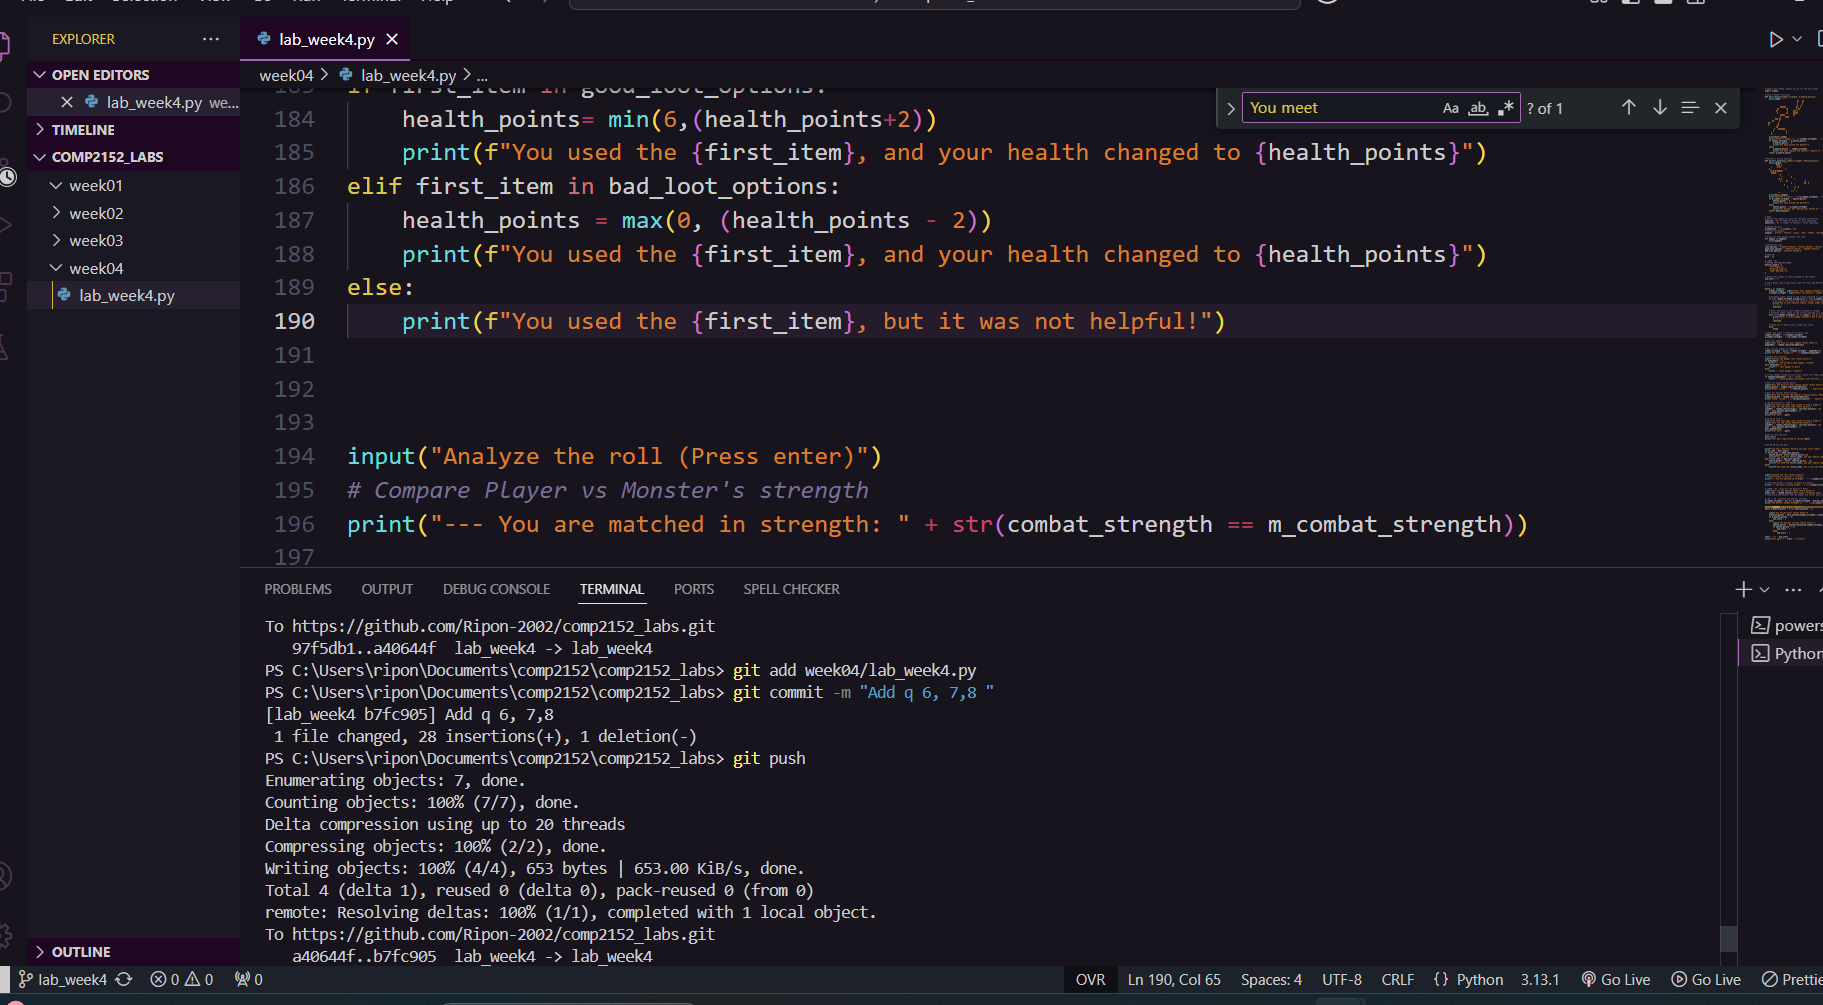 EXPLORER
OPEN EDITORS
lab_week4.py we...
TIMELINE
COMP2152_LABS
week01
week02
week03
week04
lab_week4.py
OUTLINE
lab_week4.py
week04 > lab_week4.py > ...
You meet
Aa ab .* ? of 1
184 health_points= min(6,(health_points+2))
185 print(f"You used the {first_item}, and your health changed to {health_points}")
186 elif first_item in bad_loot_options:
187 health_points = max(0, (health_points - 2))
188 print(f"You used the {first_item}, and your health changed to {health_points}")
189 else:
190 print(f"You used the {first_item}, but it was not helpful!")
191
192
193
194 input("Analyze the roll (Press enter)")
195 # Compare Player vs Monster's strength
196 print("--- You are matched in strength: " + str(combat_strength == m_combat_strength))
197
PROBLEMS OUTPUT DEBUG CONSOLE TERMINAL PORTS SPELL CHECKER
To https://github.com/Ripon-2002/comp2152_labs.git
97f5db1..a40644f lab_week4 -> lab_week4
PS C:\Users\ripon\Documents\comp2152\comp2152_labs> git add week04/lab_week4.py
PS C:\Users\ripon\Documents\comp2152\comp2152_labs> git commit -m "Add q 6, 7,8 "
[lab_week4 b7fc905] Add q 6, 7,8
1 file changed, 28 insertions(+), 1 deletion(-)
PS C:\Users\ripon\Documents\comp2152\comp2152_labs> git push
Enumerating objects: 7, done.
Counting objects: 100% (7/7), done.
Delta compression using up to 20 threads
Compressing objects: 100% (2/2), done.
Writing objects: 100% (4/4), 653 bytes | 653.00 KiB/s, done.
Total 4 (delta 1), reused 0 (delta 0), pack-reused 0 (from 0)
remote: Resolving deltas: 100% (1/1), completed with 1 local object.
To https://github.com/Ripon-2002/comp2152_labs.git
a40644f..b7fc905 lab_week4 -> lab_week4
powers
Python
lab_week4 0 0 0 OVR Ln 190, Col 65 Spaces: 4 UTF-8 CRLF {} Python 3.13.1 Go Live Go Live Prettie